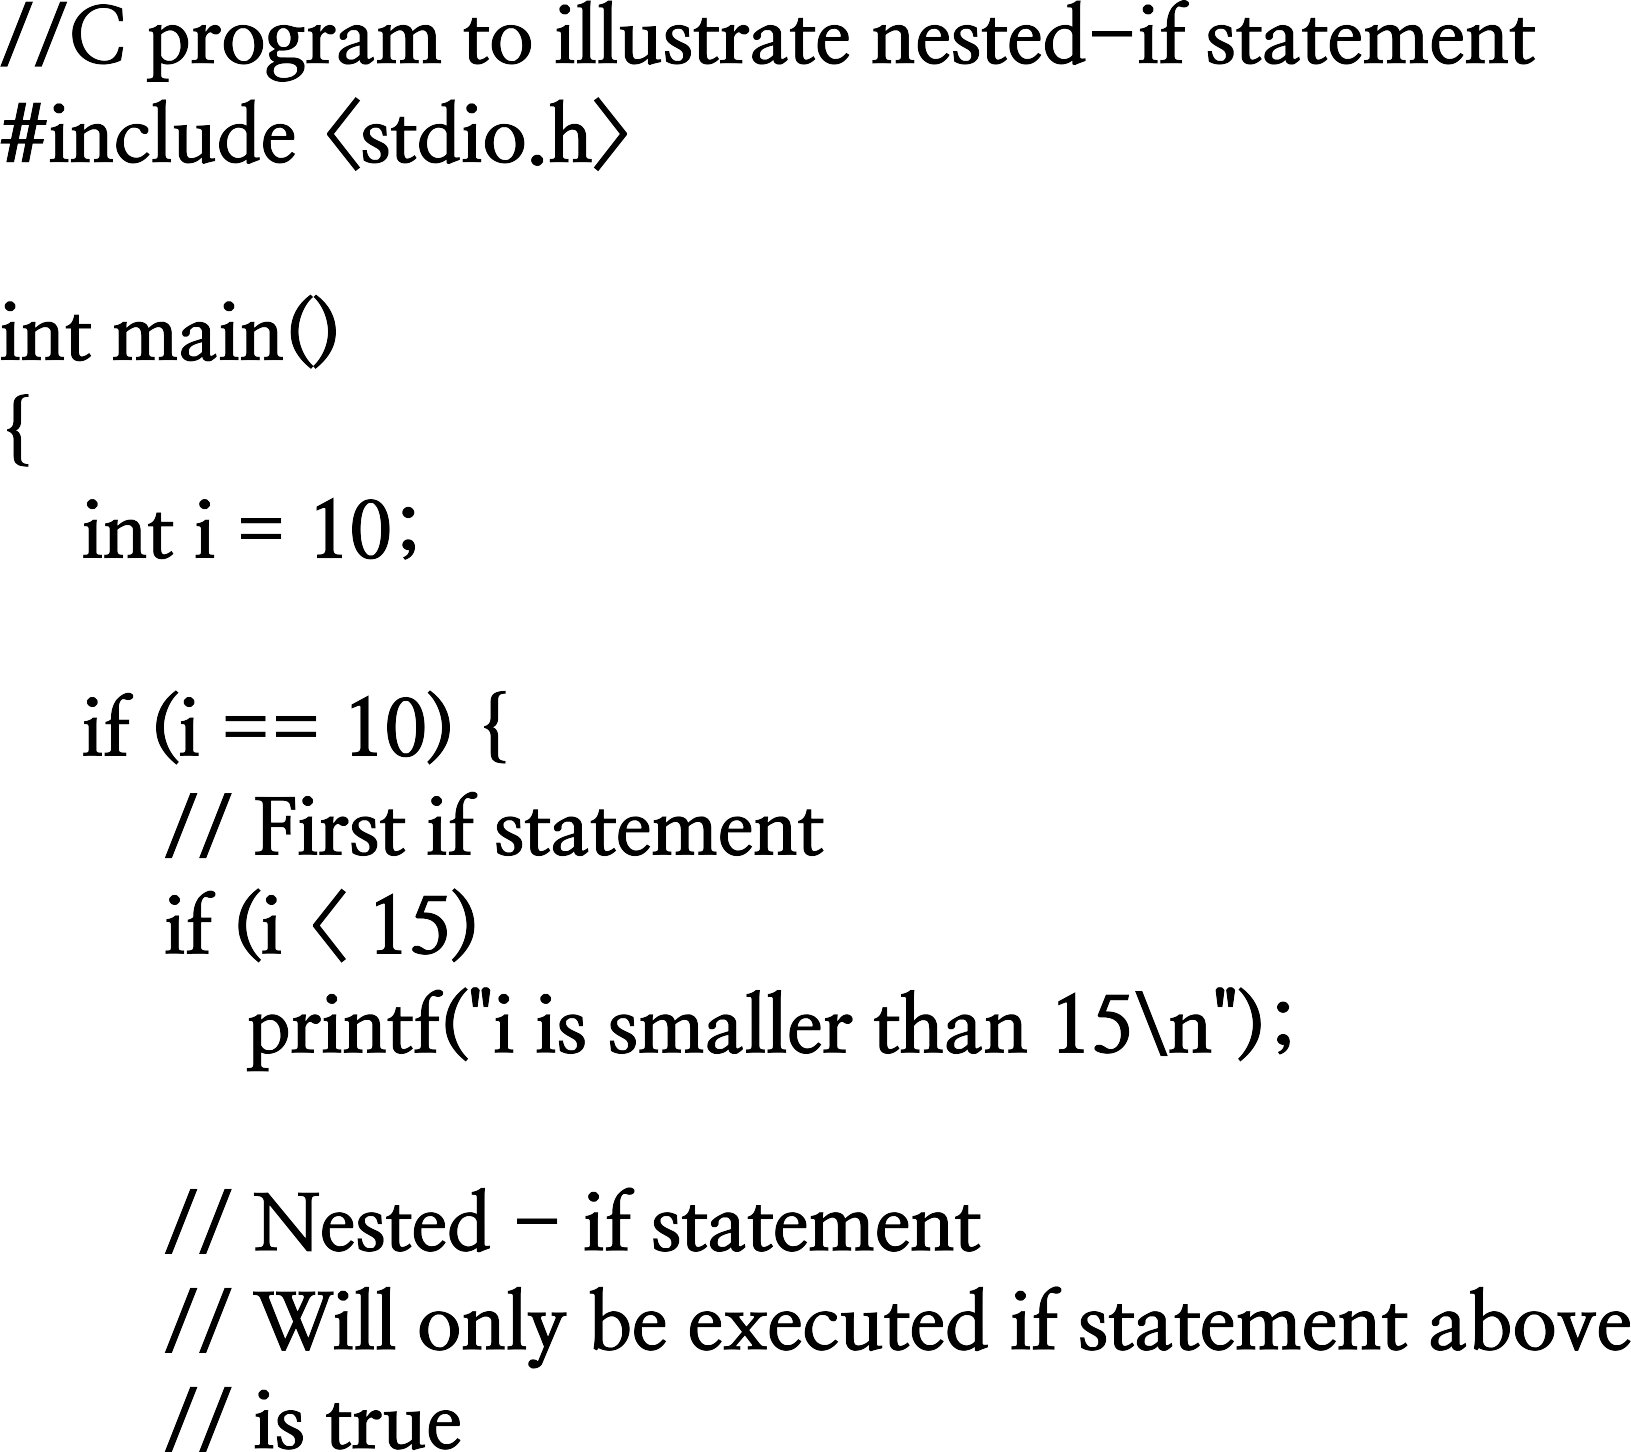 //C program to illustrate nested-if statement
#include <stdio.h>
int main()
{
int i = 10;
if (i == 10) {
// First if statement
if (i < 15)
printf("i is smaller than 15\n");
// Nested - if statement
// Will only be executed if statement above
// is true